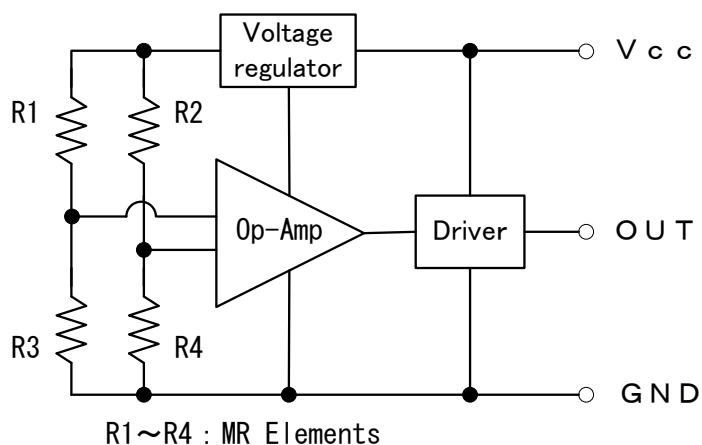 Voltage
regulator
Vcc
R1
R2
Op-Amp
Driver
OUT
R3
R4
GND
R1～R4 : MR Elements